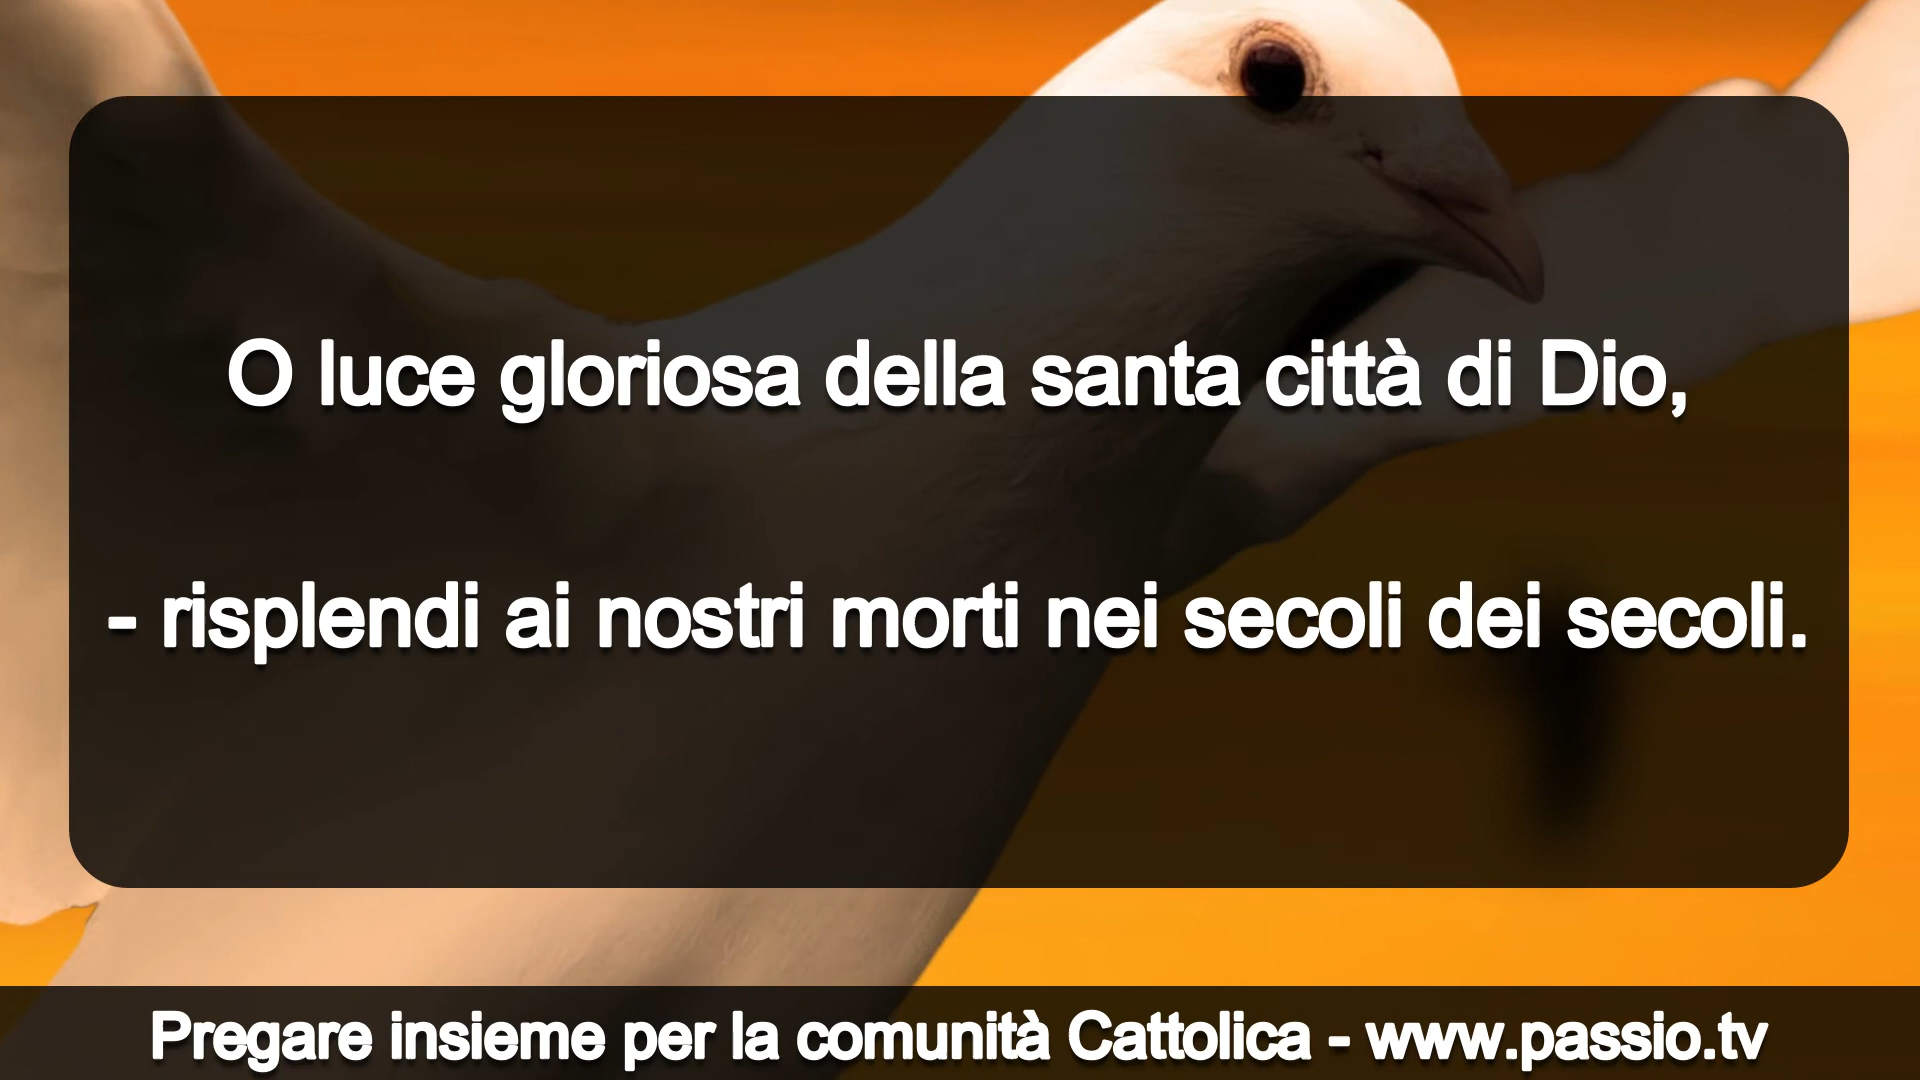 O luce gloriosa della santa città di Dio,
- risplendi ai nostri morti nei secoli dei secoli.
Pregare insieme per la comunità Cattolica - www.passio.tv